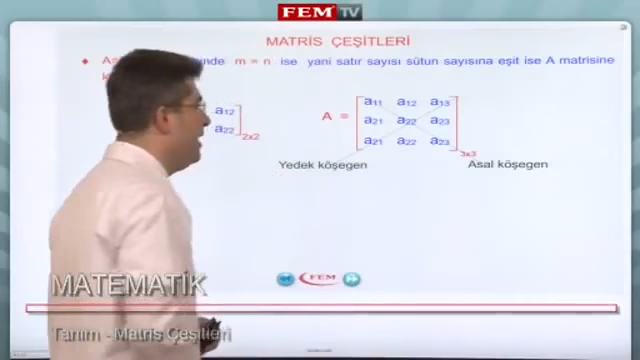 FEM TV
MATRİS ÇEŞİTLERİ
m = n ise yani satır sayısı sütun sayısına eşit ise A matrisine
a12
a22
2x2
A =
a11 a12 a13
a21 a22 a23
a21 a22 a23
3x3
Yedek köşegen
Asal köşegen
FEM
MATEMATİK
Tanım - Matris Çeşitleri